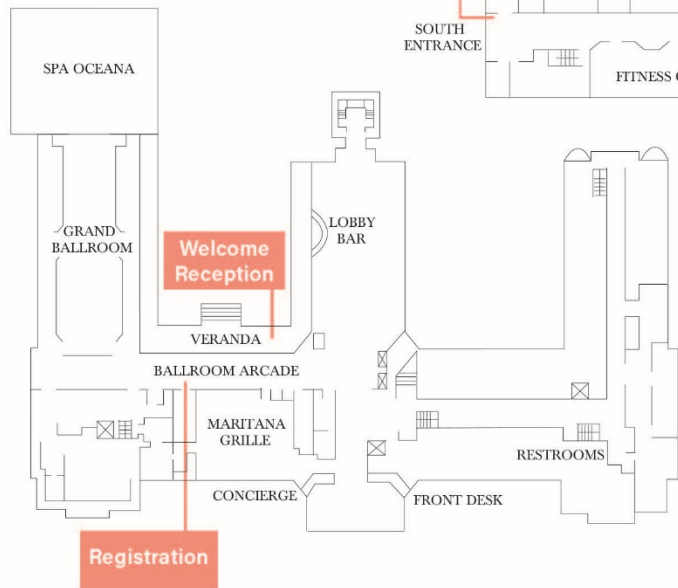 SOUTH
ENTRANCE
SPA OCEANA
LOBBY
BAR
GRAND
BALLROOM
Welcome
Reception
VERANDA
BALLROOM ARCADE
MARITANA
GRILLE
RESTROOMS
CONCIERGE
FRONT DESK
Registration
FITNESS